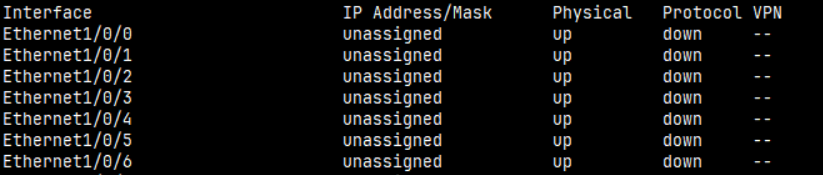 Interface IP Address/Mask Physical Protocol VPN
Ethernet1/0/0 unassigned up down --
Ethernet1/0/1 unassigned up down --
Ethernet1/0/2 unassigned up down --
Ethernet1/0/3 unassigned up down --
Ethernet1/0/4 unassigned up down --
Ethernet1/0/5 unassigned up down --
Ethernet1/0/6 unassigned up down --